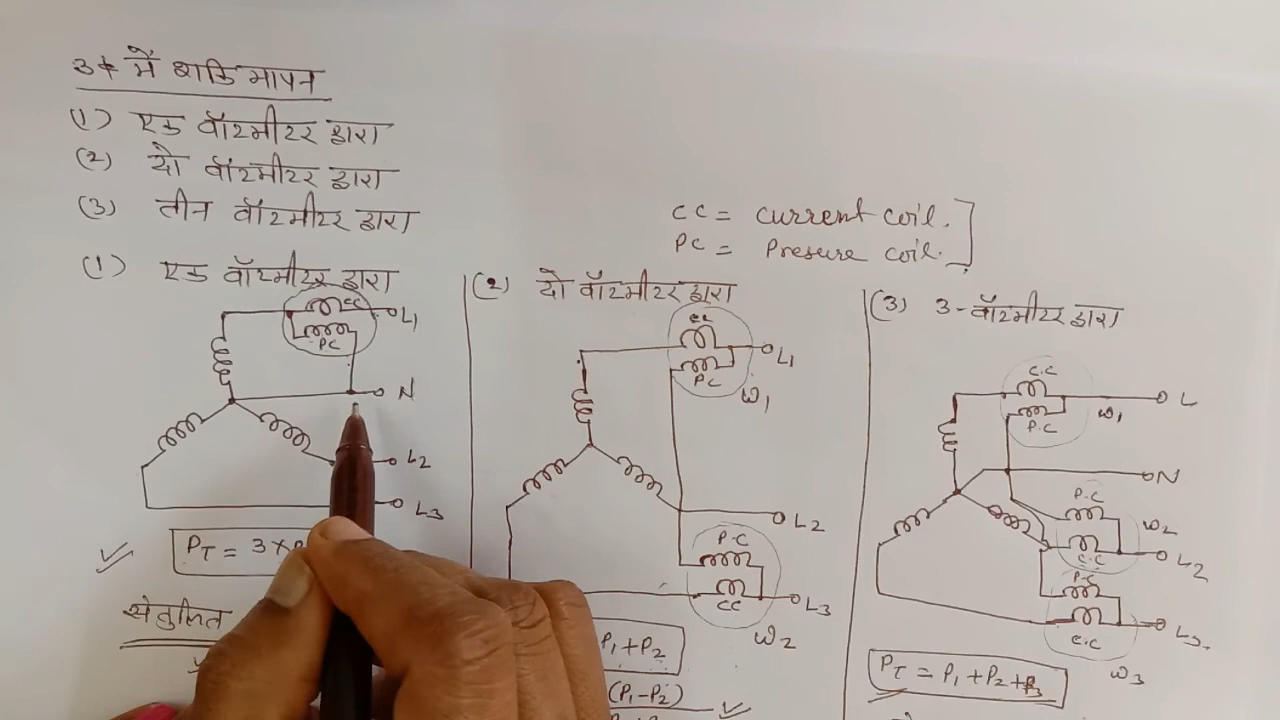 3ϕ में शक्ति मापन
(1) एक वॉटमीटर द्वारा
(2) दो वॉटमीटर द्वारा
(3) तीन वॉटमीटर द्वारा
CC = Current coil.
PC = Presure coil.
(1) एक वॉटमीटर द्वारा
CC
L1
PC
N
L2
L3
PT = 3×P
संतुलित
(2) दो वॉटमीटर द्वारा
CC
L1
PC
W1
L2
P.C
CC
L3
W2
P1+P2
(P1-P2)
(3) 3-वॉटमीटर द्वारा
C.C
L
P.C
W1
N
P.C
W2
C.C
L2
P.C
L3.
C.C
W3
PT = P1+P2+P3